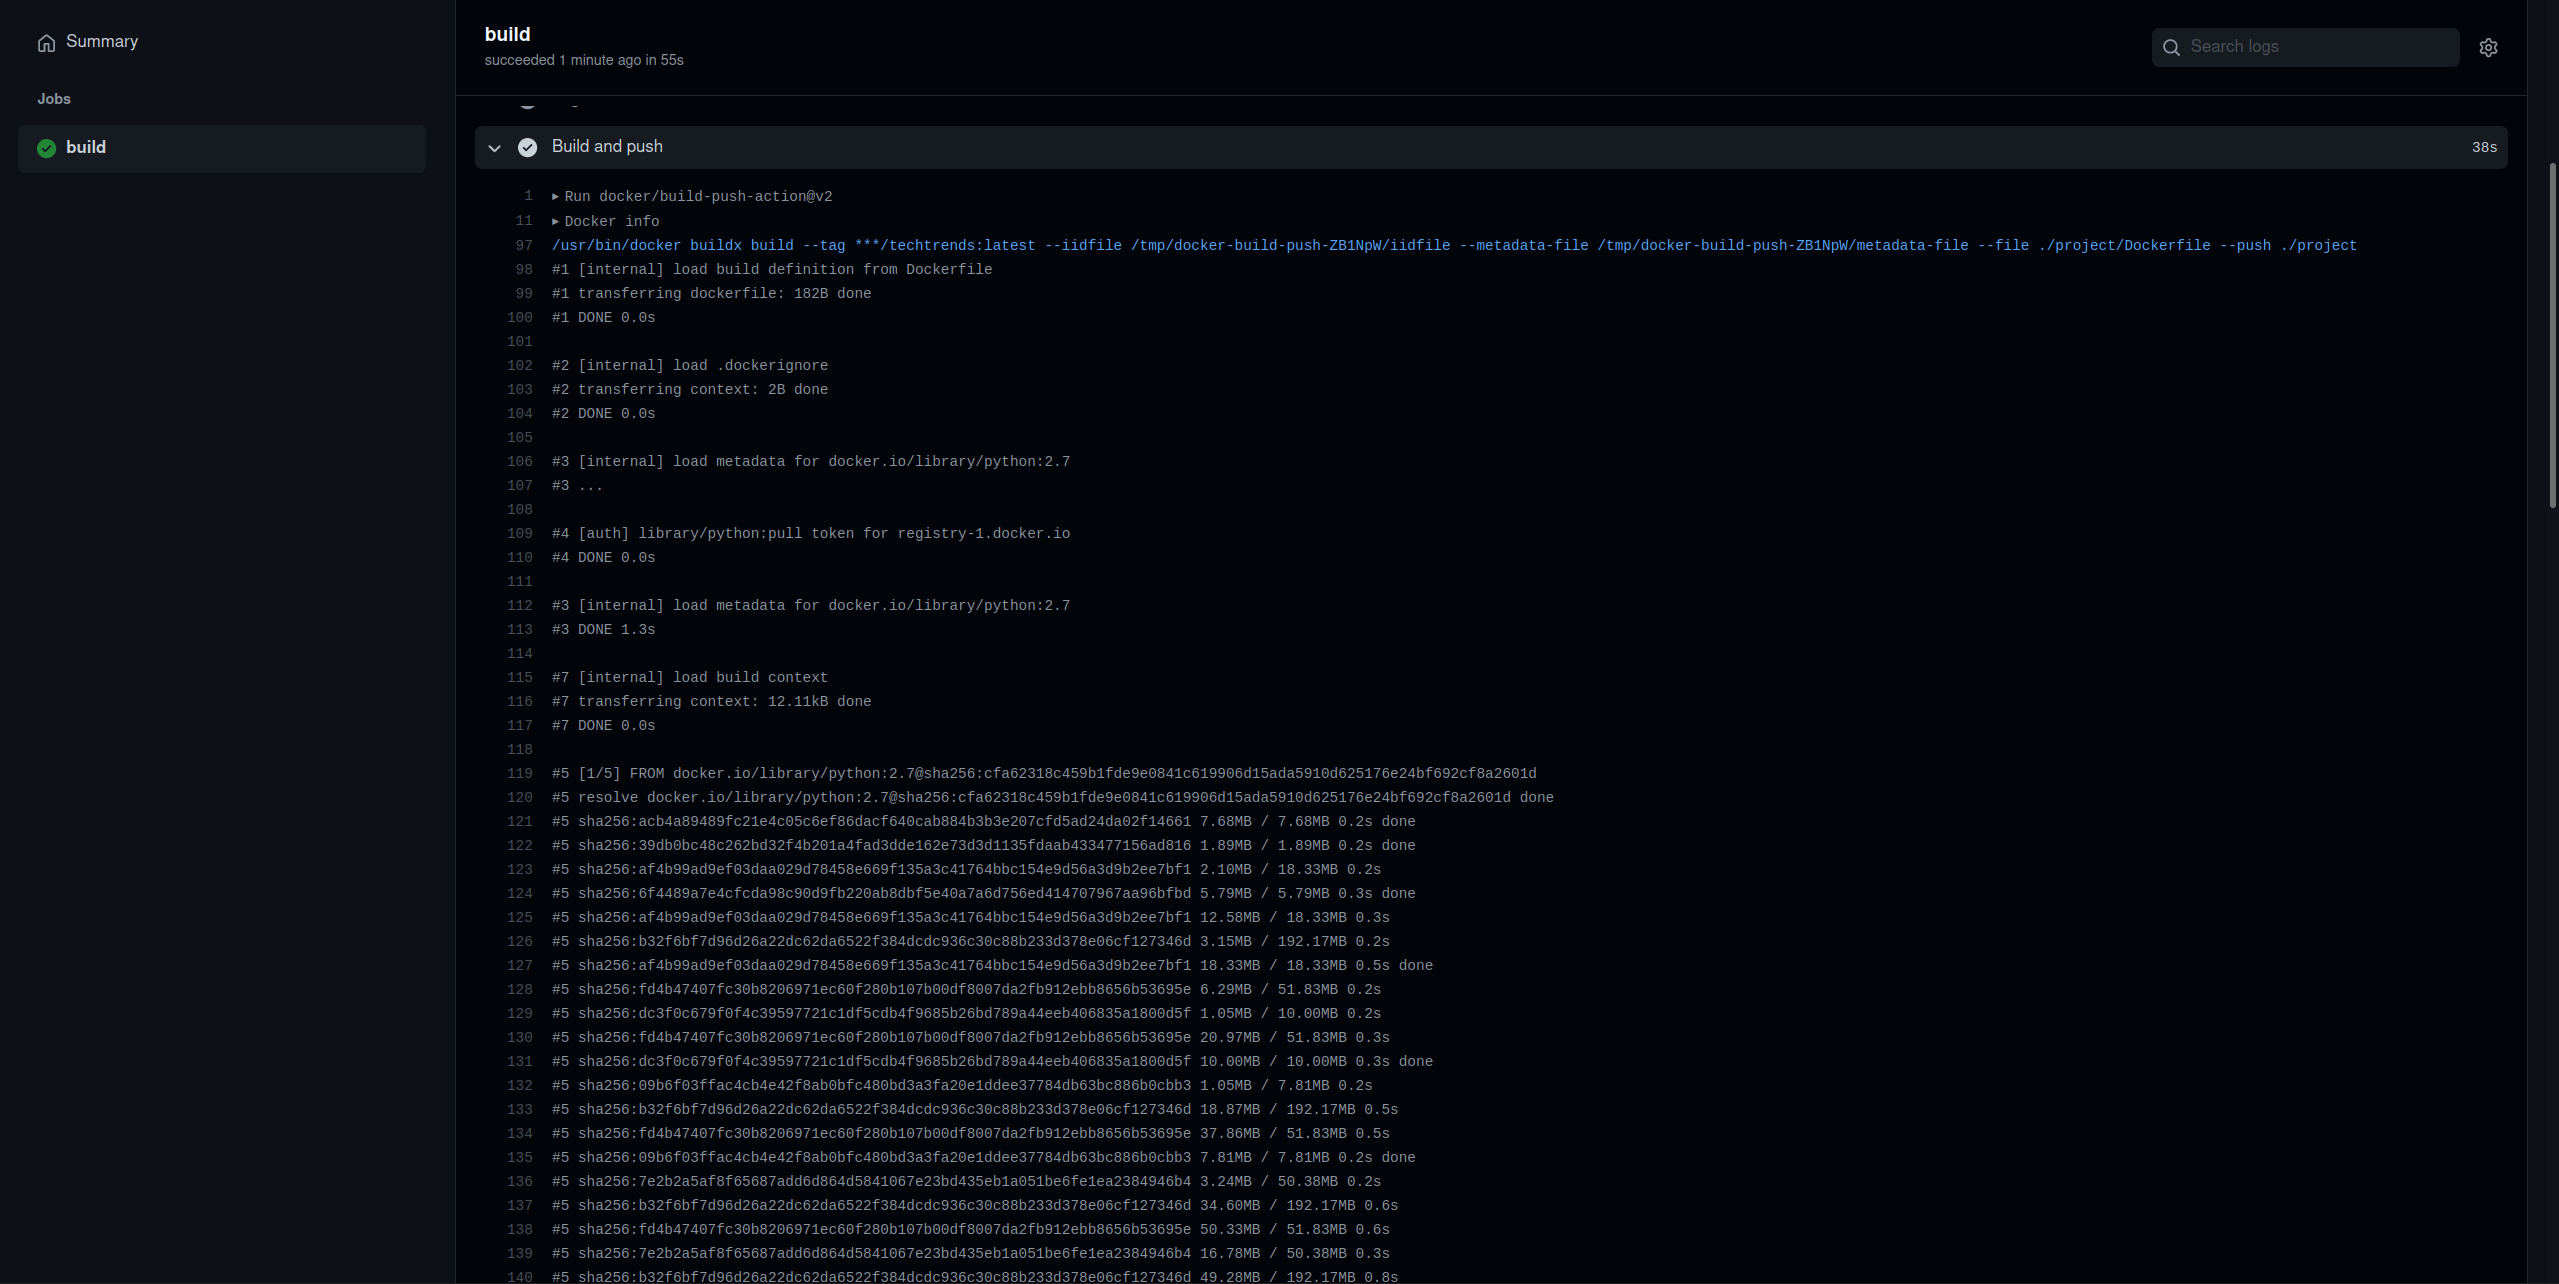 Summary
Jobs
build
build
succeeded 1 minute ago in 55s
Search logs
Build and push
38s
1 ▸ Run docker/build-push-action@v2
11 ▸ Docker info
97 /usr/bin/docker buildx build --tag ***/techtrends:latest --iidfile /tmp/docker-build-push-ZB1NpW/iidfile --metadata-file /tmp/docker-build-push-ZB1NpW/metadata-file --file ./project/Dockerfile --push ./project
98 #1 [internal] load build definition from Dockerfile
99 #1 transferring dockerfile: 182B done
100 #1 DONE 0.0s
101
102 #2 [internal] load .dockerignore
103 #2 transferring context: 2B done
104 #2 DONE 0.0s
105
106 #3 [internal] load metadata for docker.io/library/python:2.7
107 #3 ...
108
109 #4 [auth] library/python:pull token for registry-1.docker.io
110 #4 DONE 0.0s
111
112 #3 [internal] load metadata for docker.io/library/python:2.7
113 #3 DONE 1.3s
114
115 #7 [internal] load build context
116 #7 transferring context: 12.11kB done
117 #7 DONE 0.0s
118
119 #5 [1/5] FROM docker.io/library/python:2.7@sha256:cfa62318c459b1fde9e0841c619906d15ada5910d625176e24bf692cf8a2601d
120 #5 resolve docker.io/library/python:2.7@sha256:cfa62318c459b1fde9e0841c619906d15ada5910d625176e24bf692cf8a2601d done
121 #5 sha256:acb4a89489fc21e4c05c6ef86dacf640cab884b3b3e207cfd5ad24da02f14661 7.68MB / 7.68MB 0.2s done
122 #5 sha256:39db0bc48c262bd32f4b201a4fad3dde162e73d3d1135fdaab433477156ad816 1.89MB / 1.89MB 0.2s done
123 #5 sha256:af4b99ad9ef03daa029d78458e669f135a3c41764bbc154e9d56a3d9b2ee7bf1 2.10MB / 18.33MB 0.2s
124 #5 sha256:6f4489a7e4cfcda98c90d9fb220ab8dbf5e40a7a6d756ed414707967aa96bfbd 5.79MB / 5.79MB 0.3s done
125 #5 sha256:af4b99ad9ef03daa029d78458e669f135a3c41764bbc154e9d56a3d9b2ee7bf1 12.58MB / 18.33MB 0.3s
126 #5 sha256:b32f6bf7d96d26a22dc62da6522f384dcdc936c30c88b233d378e06cf127346d 3.15MB / 192.17MB 0.2s
127 #5 sha256:af4b99ad9ef03daa029d78458e669f135a3c41764bbc154e9d56a3d9b2ee7bf1 18.33MB / 18.33MB 0.5s done
128 #5 sha256:fd4b47407fc30b8206971ec60f280b107b00df8007da2fb912ebb8656b53695e 6.29MB / 51.83MB 0.2s
129 #5 sha256:dc3f0c679f0f4c39597721c1df5cdb4f9685b26bd789a44eeb406835a1800d5f 1.05MB / 10.00MB 0.2s
130 #5 sha256:fd4b47407fc30b8206971ec60f280b107b00df8007da2fb912ebb8656b53695e 20.97MB / 51.83MB 0.3s
131 #5 sha256:dc3f0c679f0f4c39597721c1df5cdb4f9685b26bd789a44eeb406835a1800d5f 10.00MB / 10.00MB 0.3s done
132 #5 sha256:09b6f03ffac4cb4e42f8ab0bfc480bd3a3fa20e1ddee37784db63bc886b0cbb3 1.05MB / 7.81MB 0.2s
133 #5 sha256:b32f6bf7d96d26a22dc62da6522f384dcdc936c30c88b233d378e06cf127346d 18.87MB / 192.17MB 0.5s
134 #5 sha256:fd4b47407fc30b8206971ec60f280b107b00df8007da2fb912ebb8656b53695e 37.86MB / 51.83MB 0.5s
135 #5 sha256:09b6f03ffac4cb4e42f8ab0bfc480bd3a3fa20e1ddee37784db63bc886b0cbb3 7.81MB / 7.81MB 0.2s done
136 #5 sha256:7e2b2a5af8f65687add6d864d5841067e23bd435eb1a051be6fe1ea2384946b4 3.24MB / 50.38MB 0.2s
137 #5 sha256:b32f6bf7d96d26a22dc62da6522f384dcdc936c30c88b233d378e06cf127346d 34.60MB / 192.17MB 0.6s
138 #5 sha256:fd4b47407fc30b8206971ec60f280b107b00df8007da2fb912ebb8656b53695e 50.33MB / 51.83MB 0.6s
139 #5 sha256:7e2b2a5af8f65687add6d864d5841067e23bd435eb1a051be6fe1ea2384946b4 16.78MB / 50.38MB 0.3s
140 #5 sha256:b32f6bf7d96d26a22dc62da6522f384dcdc936c30c88b233d378e06cf127346d 49.28MB / 192.17MB 0.8s